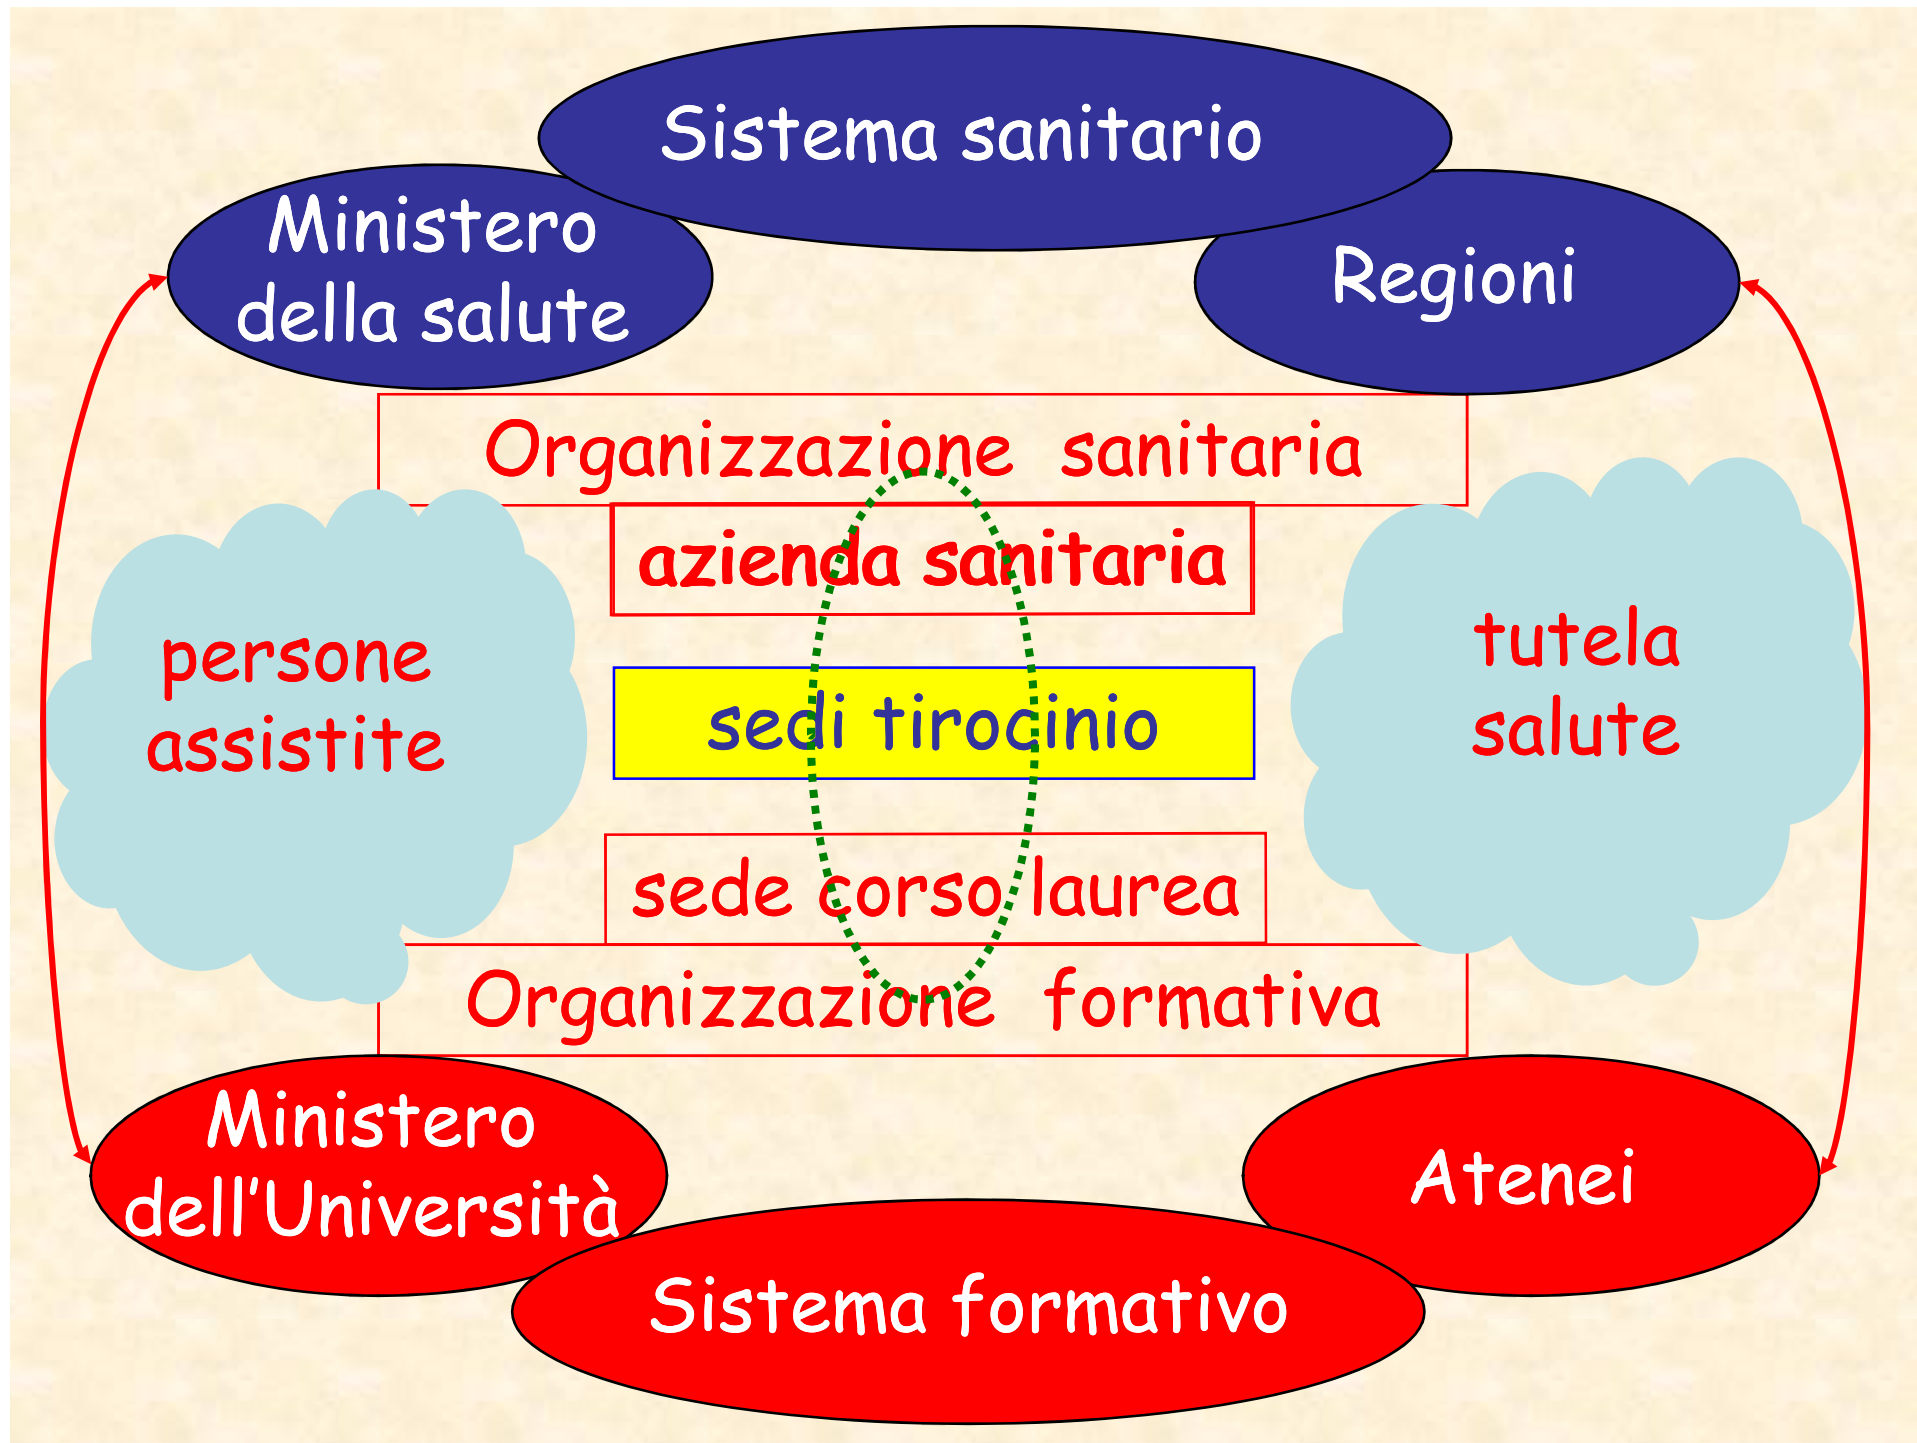 Sistema sanitario
Ministero
della salute
Regioni
Organizzazione sanitaria
azienda sanitaria
persone
assistite
tutela
salute
sedi tirocinio
sede corso laurea
Organizzazione formativa
Ministero
dell'Università
Atenei
Sistema formativo